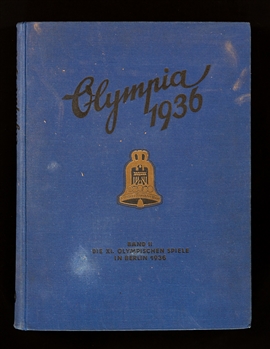 Olympia
1936
BAND II
DIE XI. OLYMPISCHEN SPIELE
IN BERLIN 1936